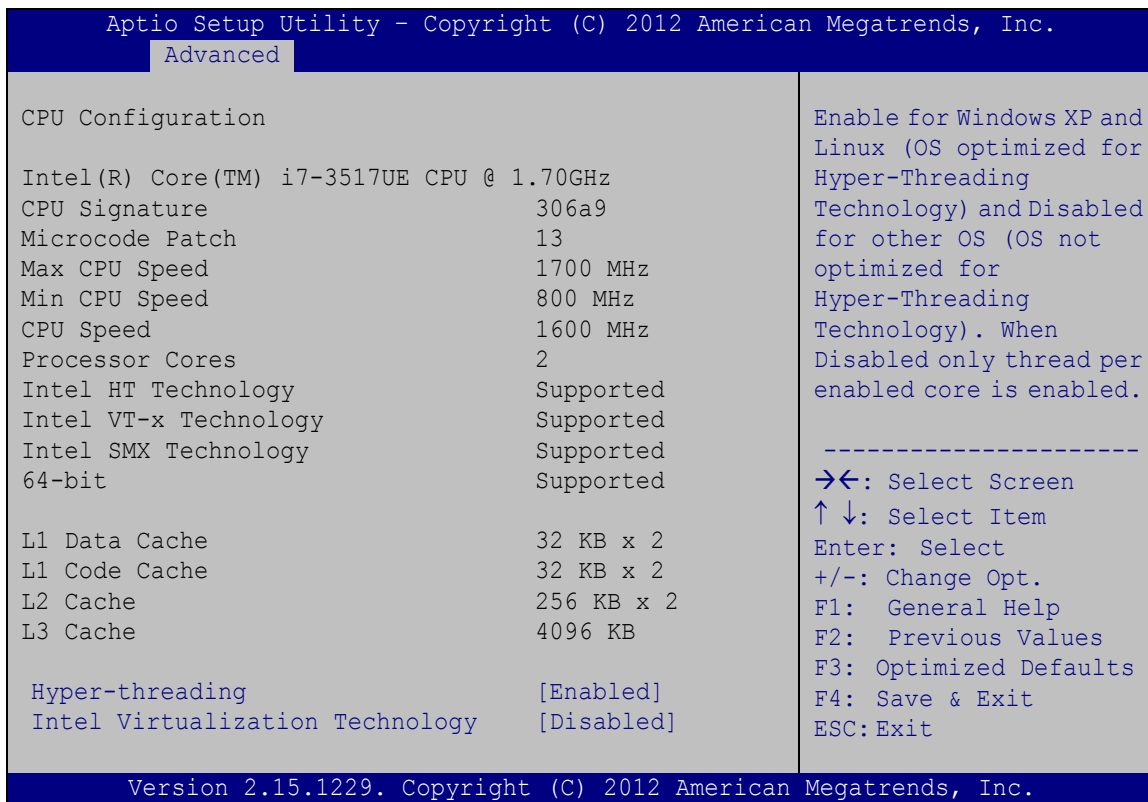 Aptio Setup Utility – Copyright (C) 2012 American Megatrends, Inc.
Advanced
CPU Configuration
Intel(R) Core(TM) i7-3517UE CPU @ 1.70GHz
CPU Signature 306a9
Microcode Patch 13
Max CPU Speed 1700 MHz
Min CPU Speed 800 MHz
CPU Speed 1600 MHz
Processor Cores 2
Intel HT Technology Supported
Intel VT-x Technology Supported
Intel SMX Technology Supported
64-bit Supported
L1 Data Cache 32 KB x 2
L1 Code Cache 32 KB x 2
L2 Cache 256 KB x 2
L3 Cache 4096 KB
Hyper-threading [Enabled]
Intel Virtualization Technology [Disabled]
Enable for Windows XP and
Linux (OS optimized for
Hyper-Threading
Technology) and Disabled
for other OS (OS not
optimized for
Hyper-Threading
Technology). When
Disabled only thread per
enabled core is enabled.
----------------------
→←: Select Screen
↑ ↓: Select Item
Enter: Select
+/-: Change Opt.
F1: General Help
F2: Previous Values
F3: Optimized Defaults
F4: Save & Exit
ESC: Exit
Version 2.15.1229. Copyright (C) 2012 American Megatrends, Inc.